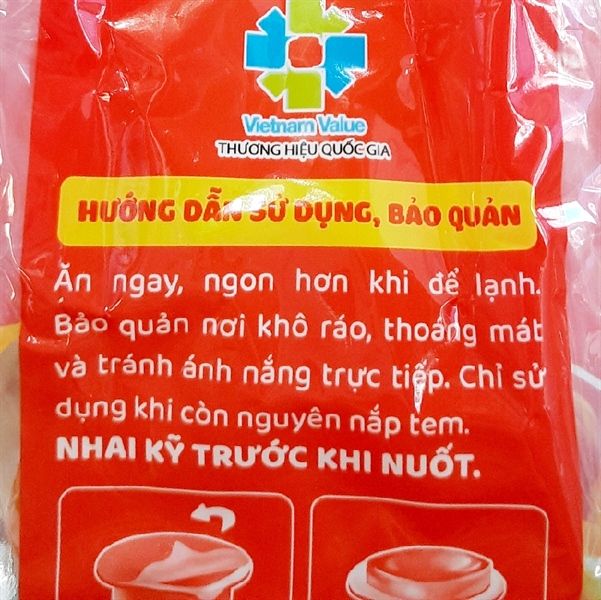 Vietnam Value
THƯƠNG HIỆU QUỐC GIA
HƯỚNG DẪN SỬ DỤNG, BẢO QUẢN
Ăn ngay, ngon hơn khi để lạnh.
Bảo quản nơi khô ráo, thoáng mát
và tránh ánh nắng trực tiếp. Chỉ sử
dụng khi còn nguyên nắp tem.
NHAI KỸ TRƯỚC KHI NUỐT.